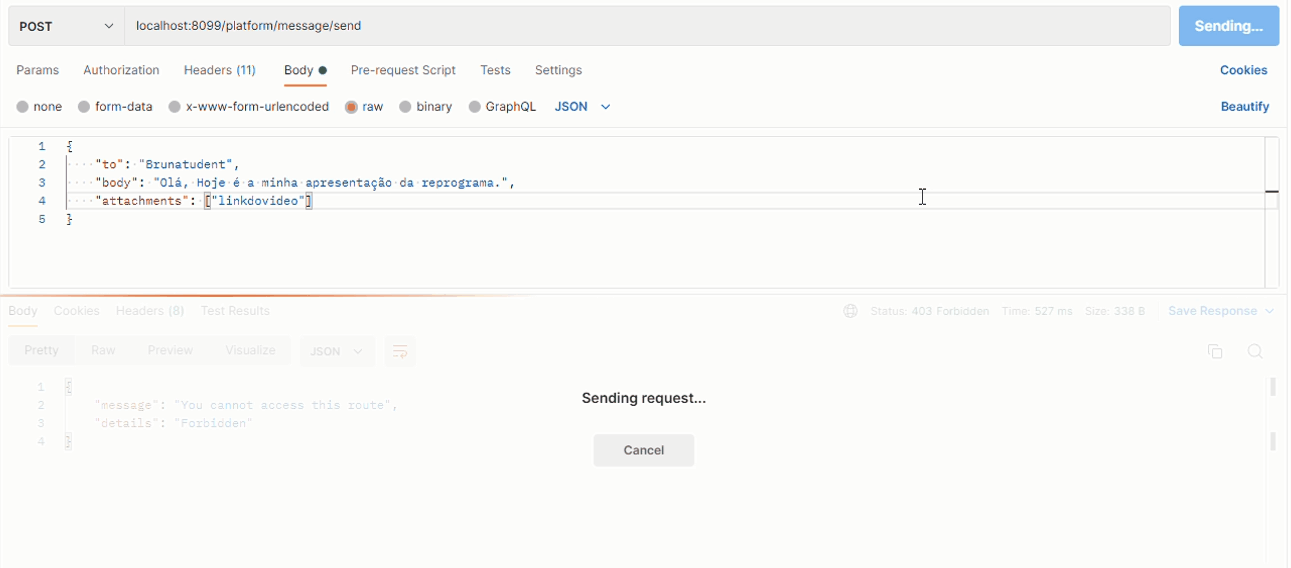 POST localhost:8099/platform/message/send Sending...
Params Authorization Headers (11) Body Pre-request Script Tests Settings Cookies
none form-data x-www-form-urlencoded raw binary GraphQL JSON Beautify
1 {
2 "to": "Brunatudent",
3 "body": "Olá, Hoje é a minha apresentação da reprograma.",
4 "attachments": ["linkdovideo"]
5 }
Body Cookies Headers (8) Test Results Status: 403 Forbidden Time: 527 ms Size: 338 B Save Response
Pretty Raw Preview Visualize JSON
1 {
2 "message": "You cannot access this route",
3 "details": "Forbidden"
4 }
Sending request...
Cancel